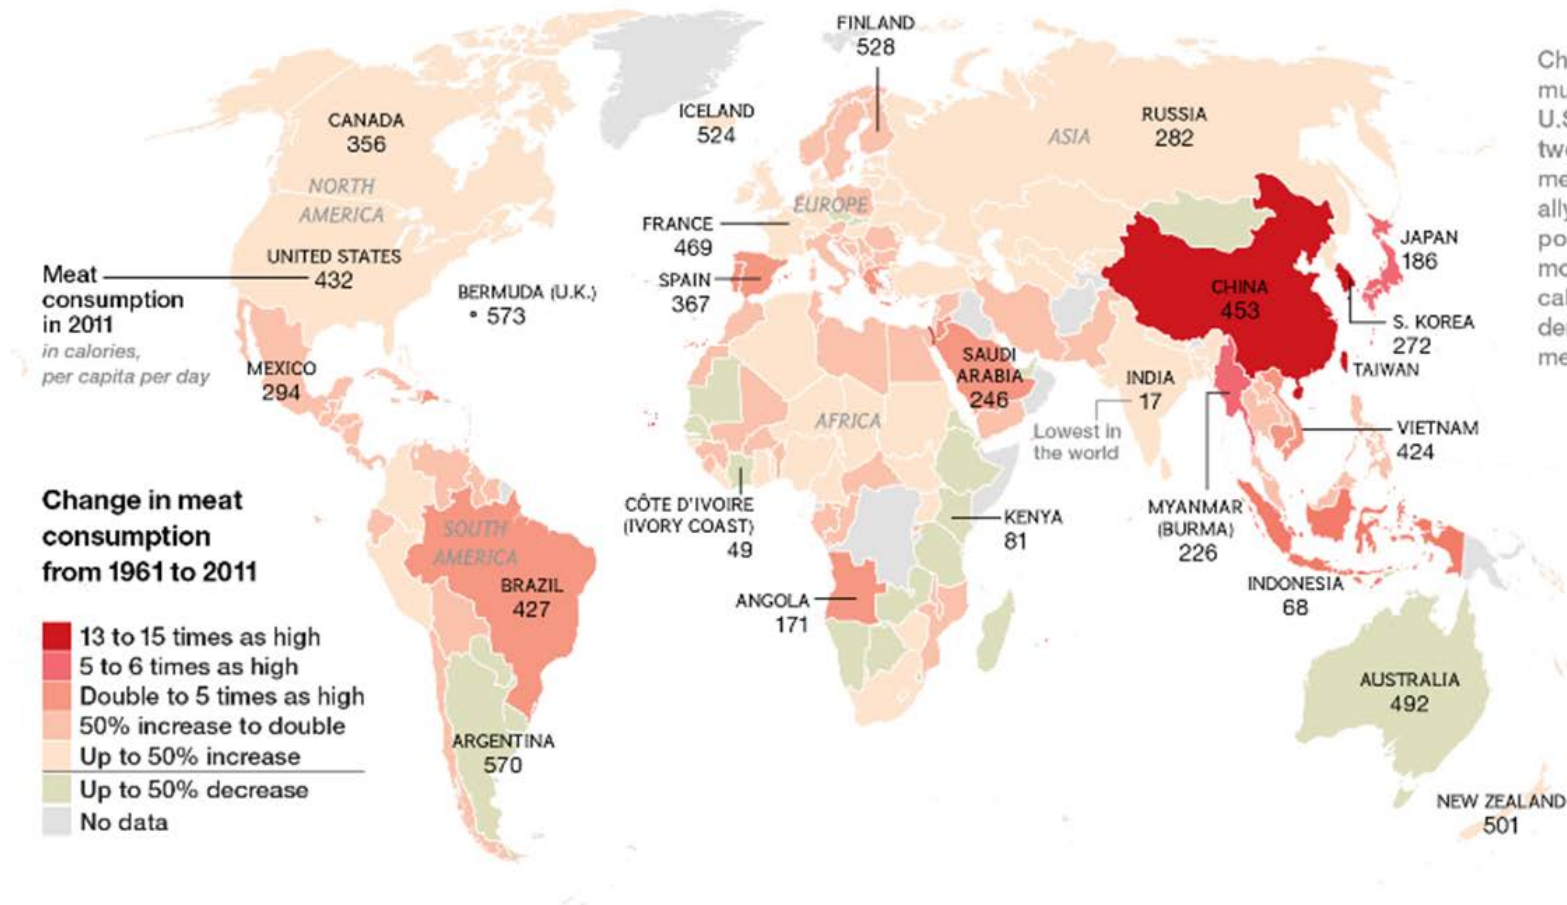 FINLAND
528
ICELAND
524
CANADA
356
RUSSIA
282
ASIA
NORTH
AMERICA
EUROPE
FRANCE
469
UNITED STATES
432
SPAIN
367
BERMUDA (U.K.)
573
JAPAN
186
CHINA
453
S. KOREA
272
TAIWAN
Meat
consumption
in 2011
in calories,
per capita per day
MEXICO
294
SAUDI
ARABIA
246
INDIA
17
AFRICA
Lowest in
the world
VIETNAM
424
CÔTE D'IVOIRE
(IVORY COAST)
49
KENYA
81
MYANMAR
(BURMA)
226
SOUTH
AMERICA
BRAZIL
427
ANGOLA
171
INDONESIA
68
AUSTRALIA
492
ARGENTINA
570
NEW ZEALAND
501
Change in meat
consumption
from 1961 to 2011
13 to 15 times as high
5 to 6 times as high
Double to 5 times as high
50% increase to double
Up to 50% increase
Up to 50% decrease
No data